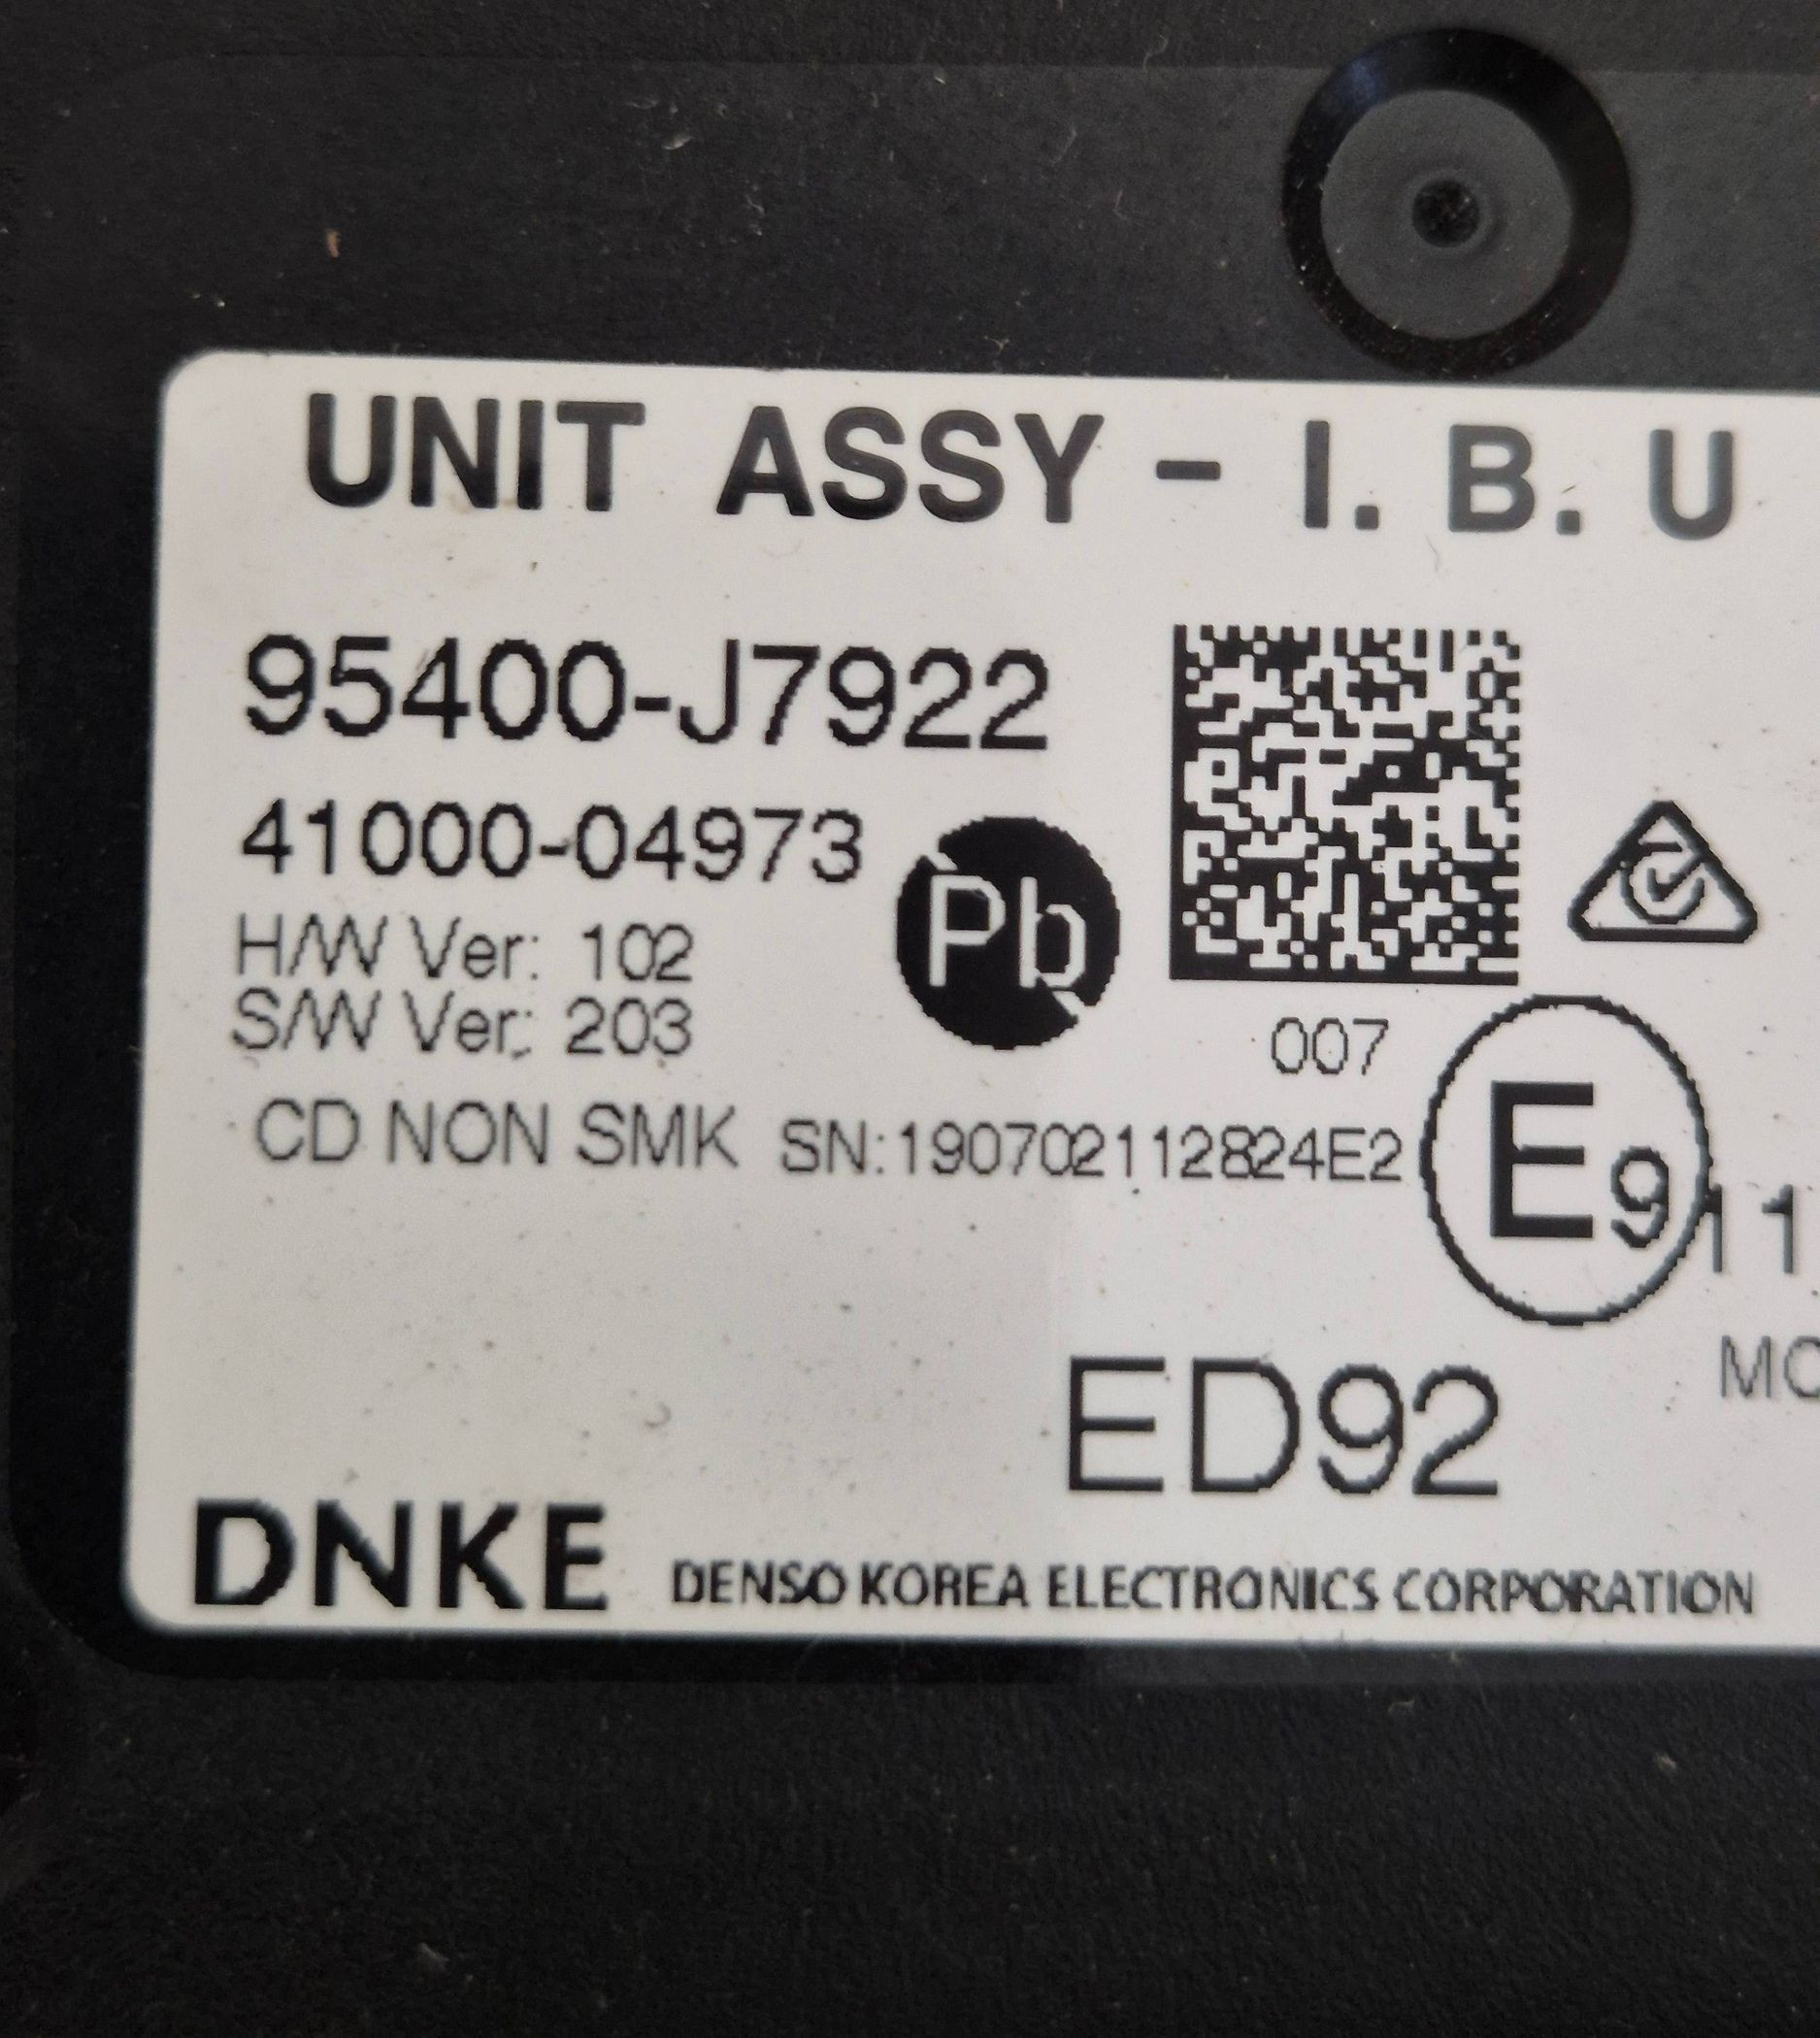 UNIT ASSY - I. B. U
95400-J7922
41000-04973
Pb
H/W Ver: 102
S/W Ver: 203
007
CD NON SMK SN:190702112824E2
E9
11
ED92
DNKE DENSO KOREA ELECTRONICS CORPORATION